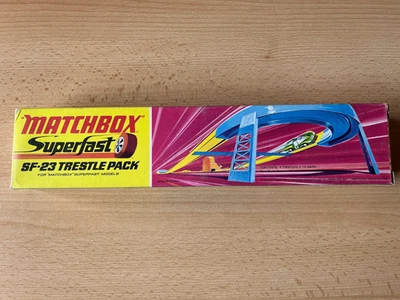 "MATCHBOX"
Superfast
SF-23 TRESTLE PACK
FOR "MATCHBOX" SUPERFAST MODELS